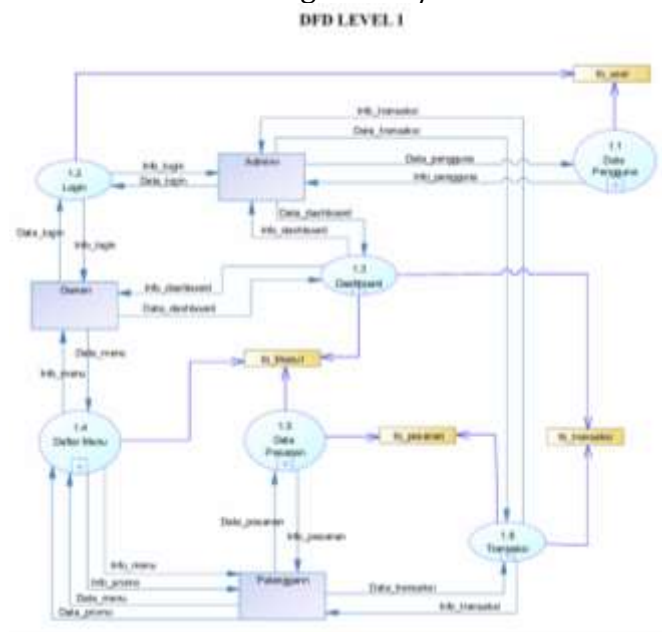 DFD LEVEL 1
tb_user
Info_transaksi
Data_transaksi
1.1
Data
Pengguna
1.2
Login
Info_login
Data_login
Admin
Data_pengguna
Info_pengguna
Data_dashboard
Info_dashboard
Data_login
Info_login
1.3
Dashboard
Owner
Info_dashboard
Data_dashboard
Data_menu
Info_menu
1.4
Daftar Menu
1.5
Data
Pesanan
tb_pesanan
tb_transaksi
Data_pesanan
Info_pesanan
1.6
Transaksi
Info_menu
Info_promo
Data_menu
Data_promo
Data_transaksi
Info_transaksi